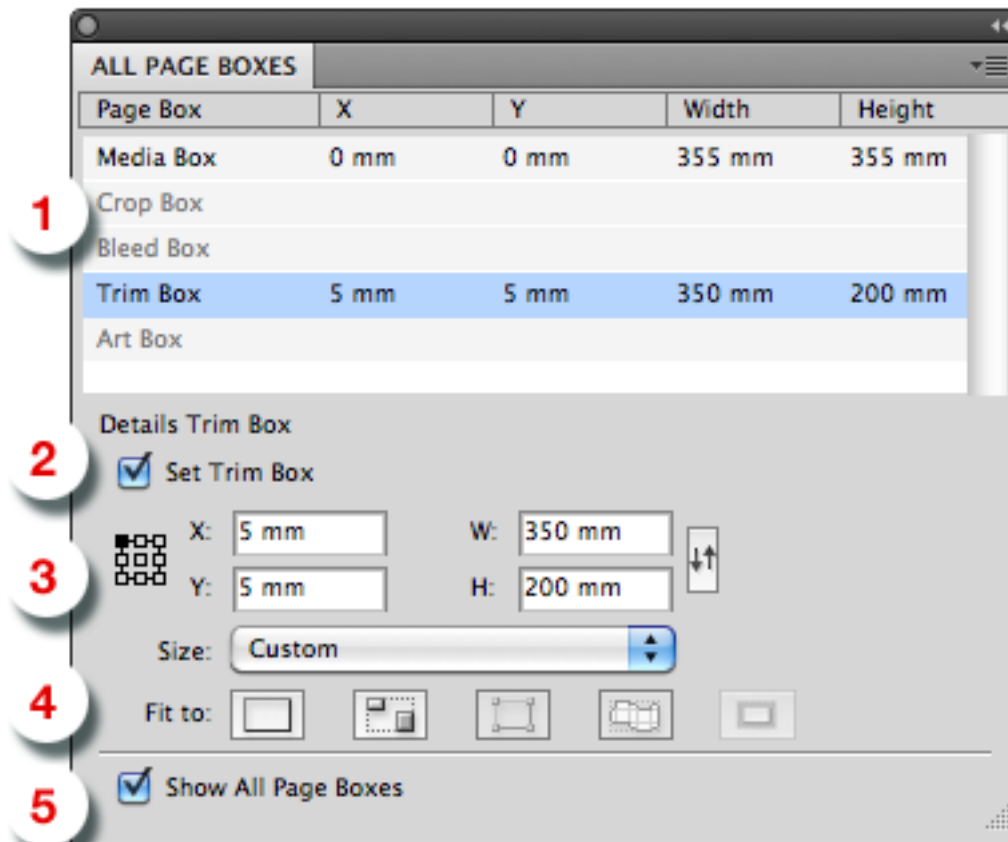 ALL PAGE BOXES
Page Box X Y Width Height
Media Box 0 mm 0 mm 355 mm 355 mm
1
Crop Box
Bleed Box
Trim Box 5 mm 5 mm 350 mm 200 mm
Art Box
Details Trim Box
2
Set Trim Box
X: 5 mm W: 350 mm
3
Y: 5 mm H: 200 mm
Size: Custom
4
Fit to:
5
Show All Page Boxes